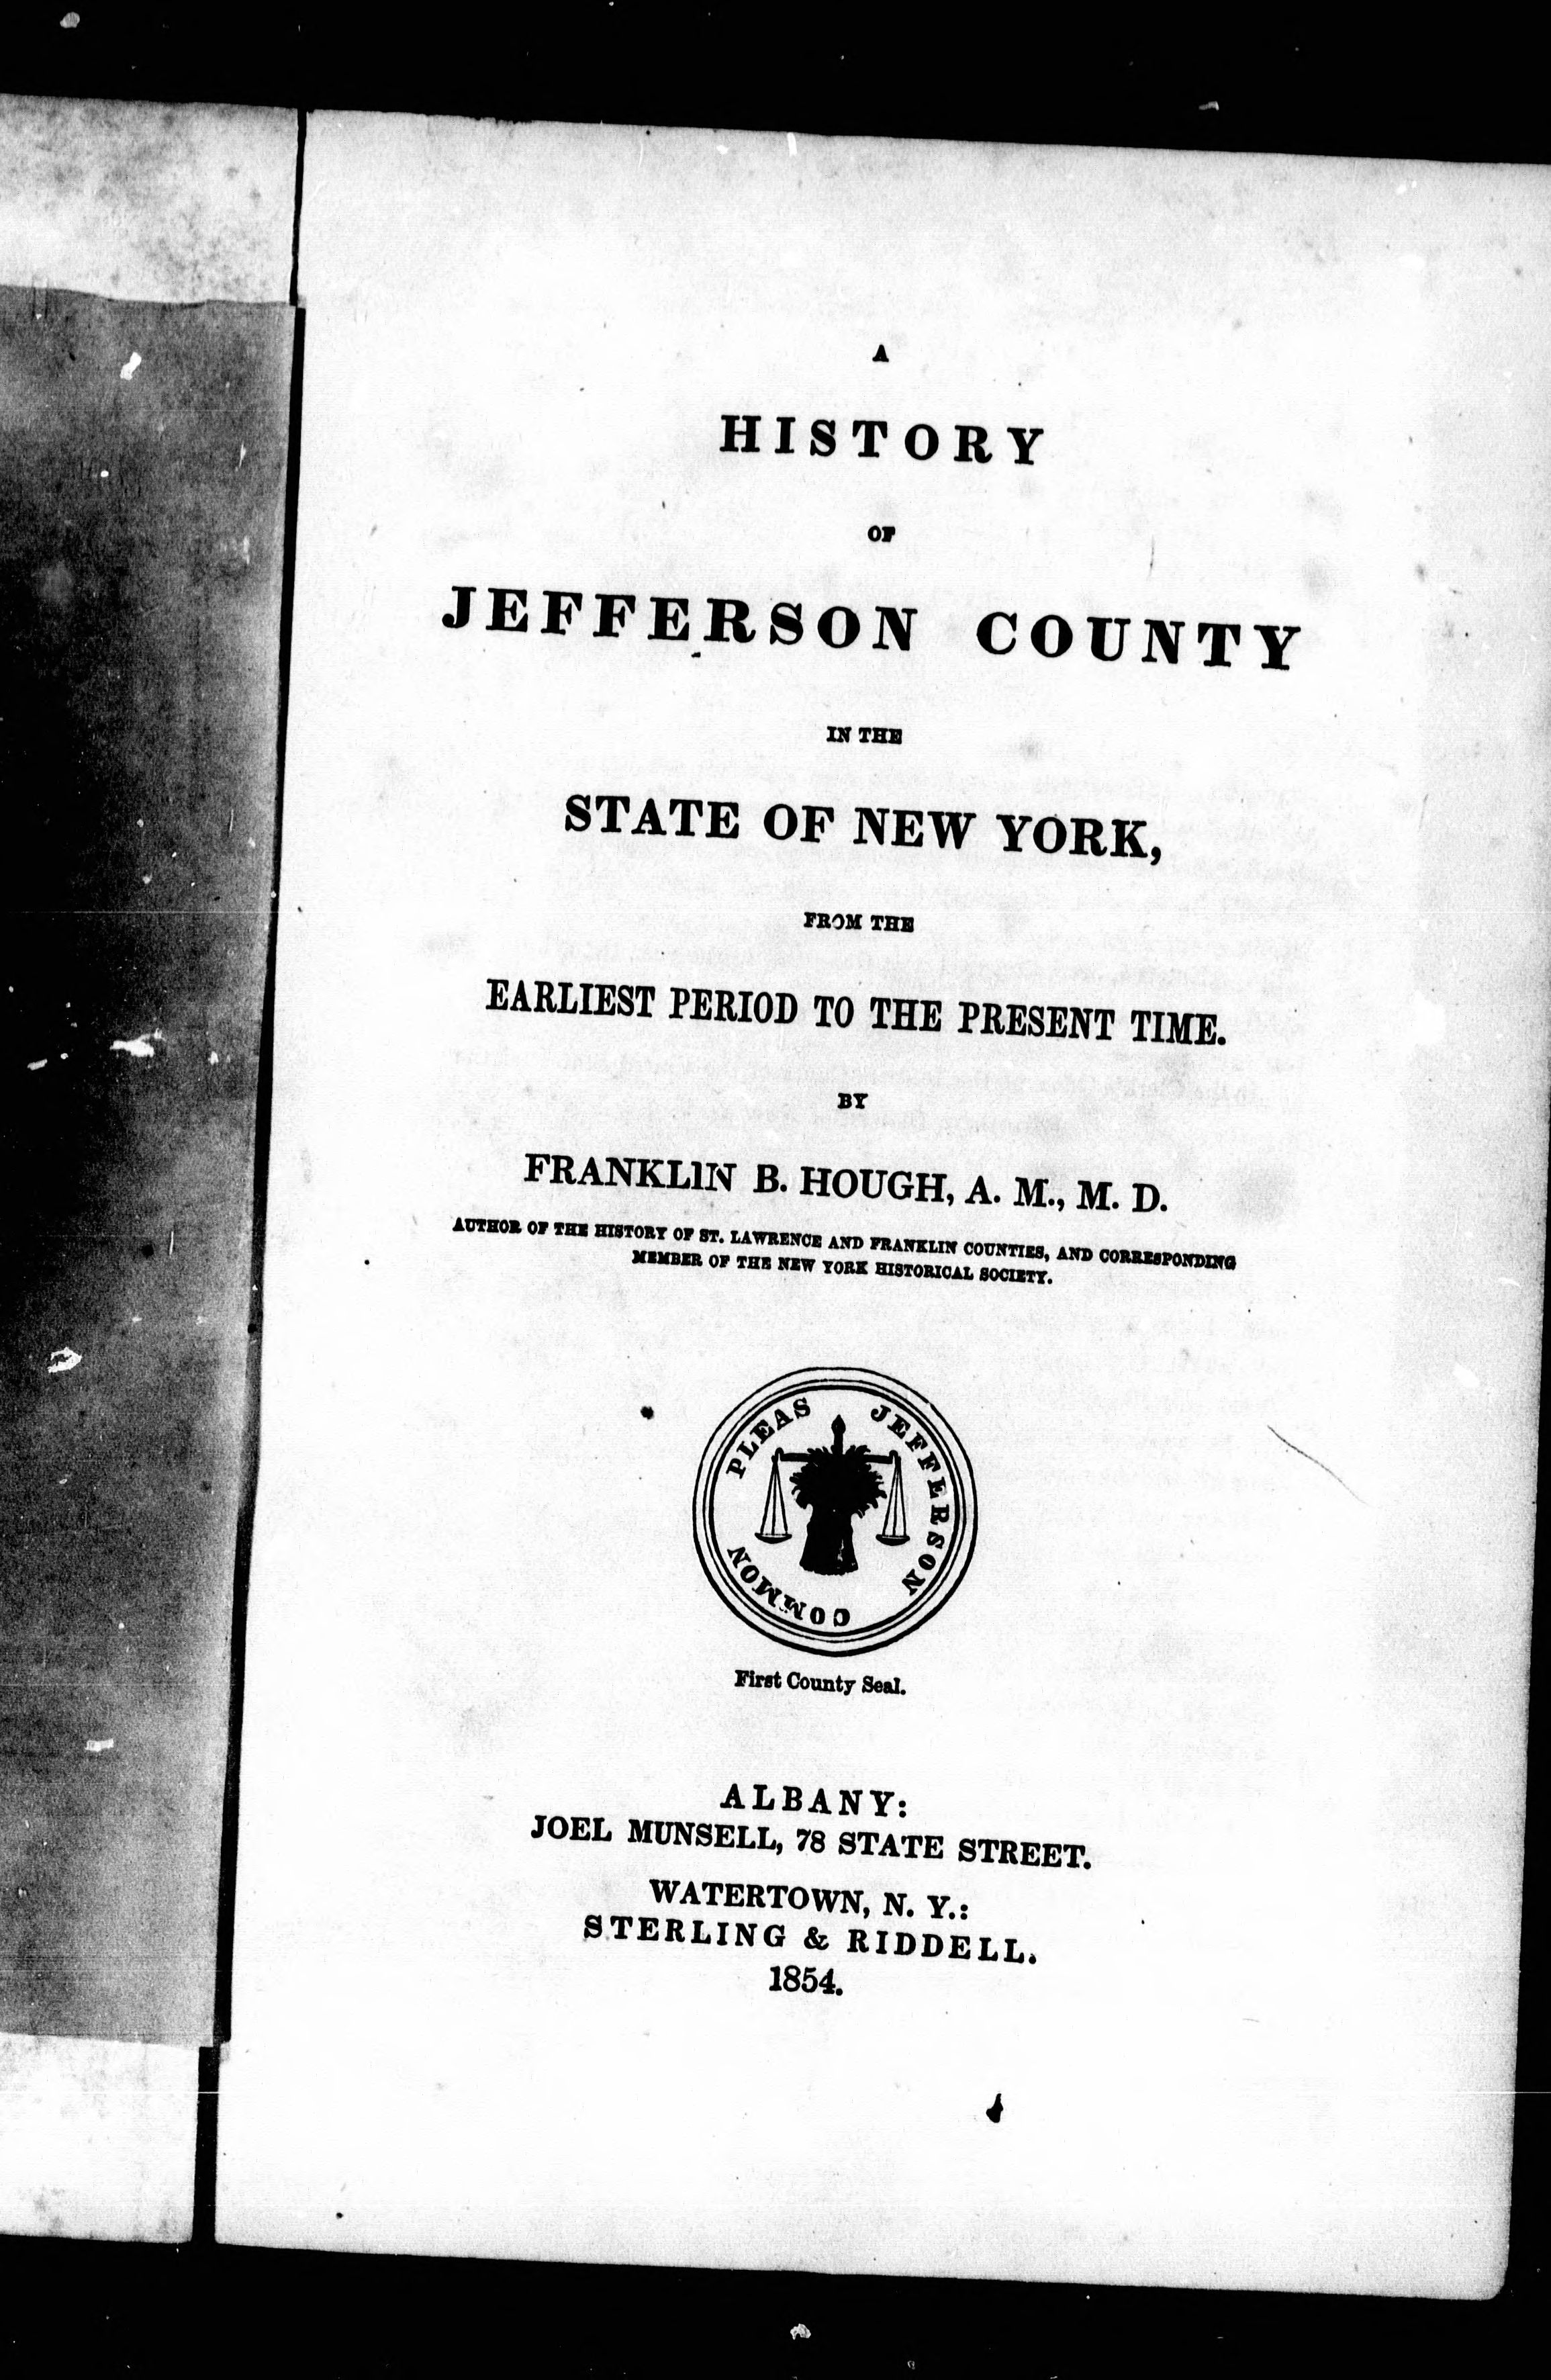 A
HISTORY
OF
JEFFERSON COUNTY
IN THE
STATE OF NEW YORK,
FROM THE
EARLIEST PERIOD TO THE PRESENT TIME.
BY
FRANKLIN B. HOUGH, A. M., M. D.
AUTHOR OF THE HISTORY OF ST. LAWRENCE AND FRANKLIN COUNTIES, AND CORRESPONDING
MEMBER OF THE NEW YORK HISTORICAL SOCIETY.
JEFFERSON COMMON PLEAS
First County Seal.
ALBANY:
JOEL MUNSELL, 78 STATE STREET.
WATERTOWN, N. Y.:
STERLING & RIDDELL.
1854.